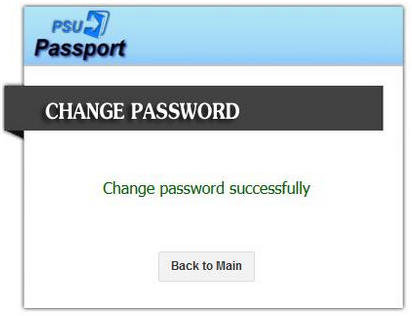 PSU
Passport
CHANGE PASSWORD
Change password successfully
Back to Main